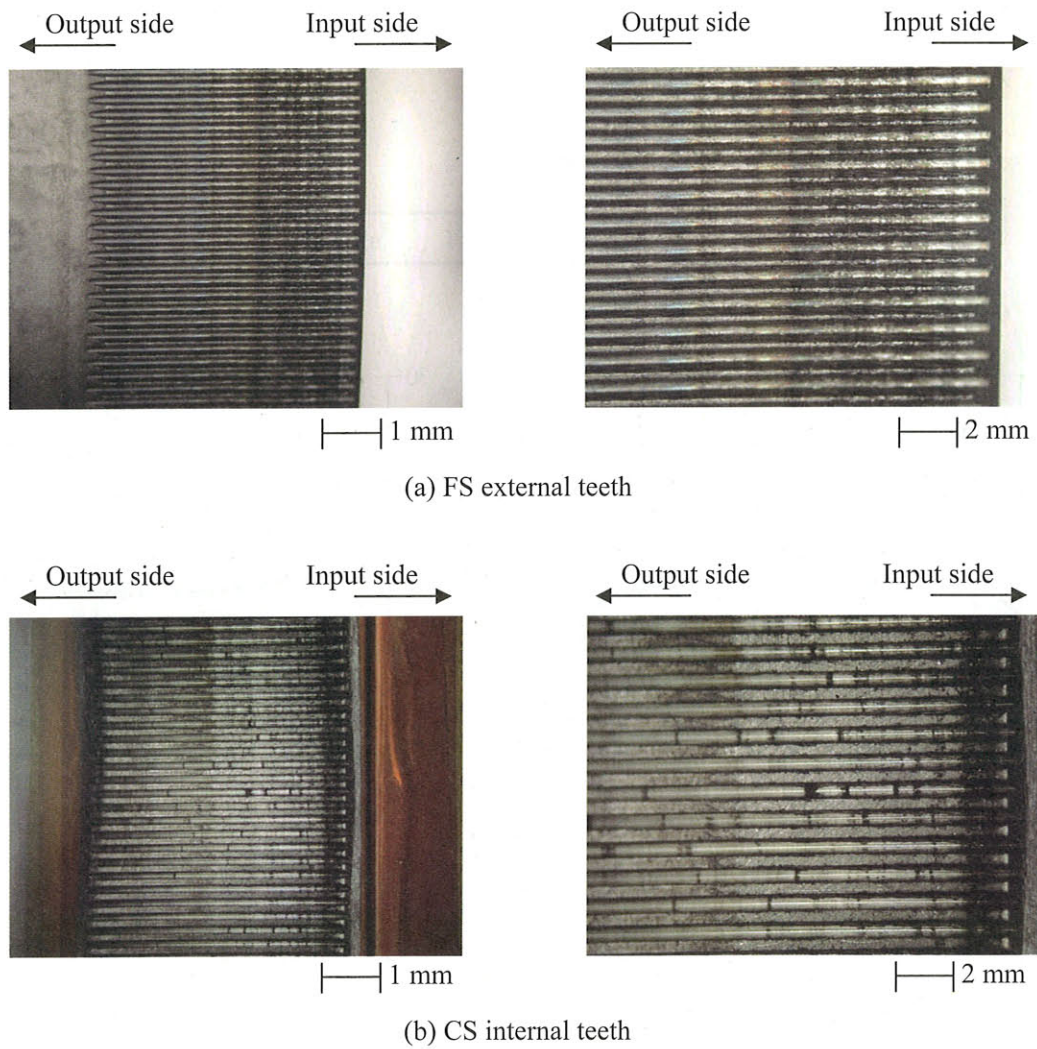 Output side Input side Output side Input side
1 mm 2 mm
(a) FS external teeth
Output side Input side Output side Input side
1 mm 2 mm
(b) CS internal teeth